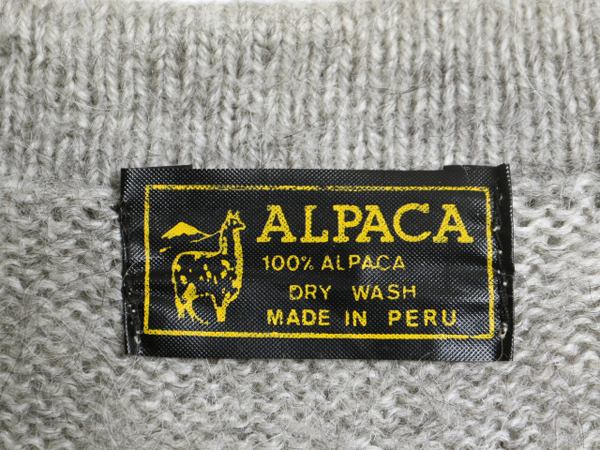 ALPACA
100% ALPACA
DRY WASH
MADE IN PERU